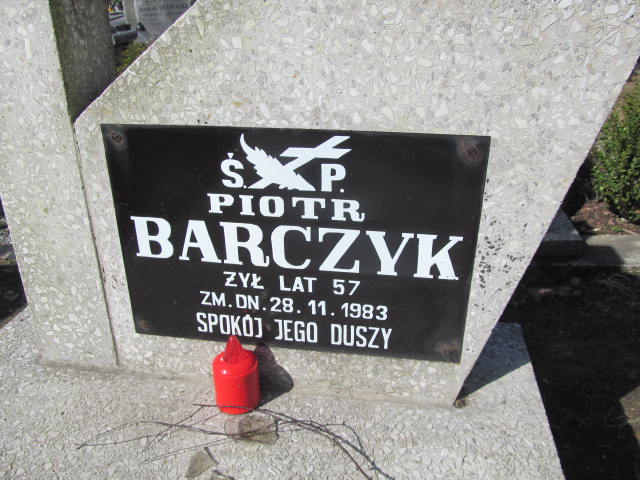 Ś. P.
PIOTR
BARCZYK
ŻYŁ LAT 57
ZM. DN. 28. 11. 1983
SPOKÓJ JEGO DUSZY